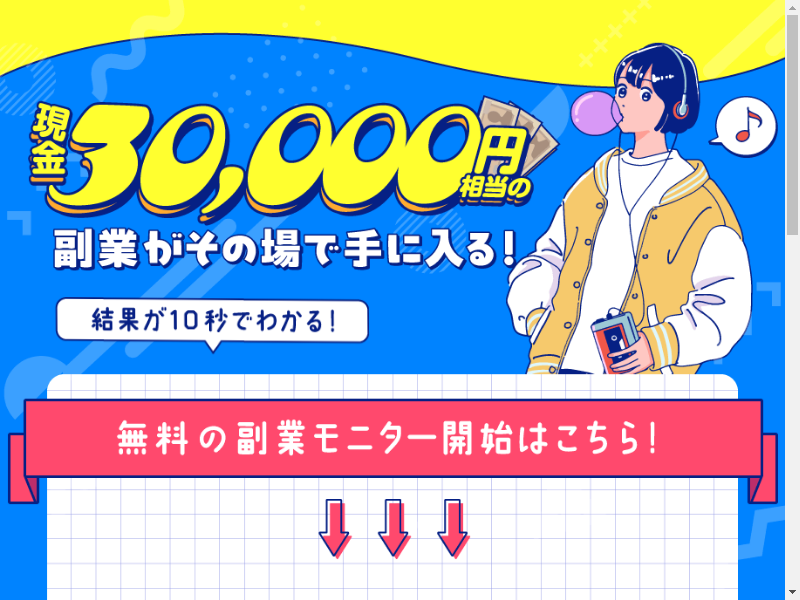 現金30,000円相当の
副業がその場で手に入る!
結果が10秒でわかる!
無料の副業モニター開始はこちら!